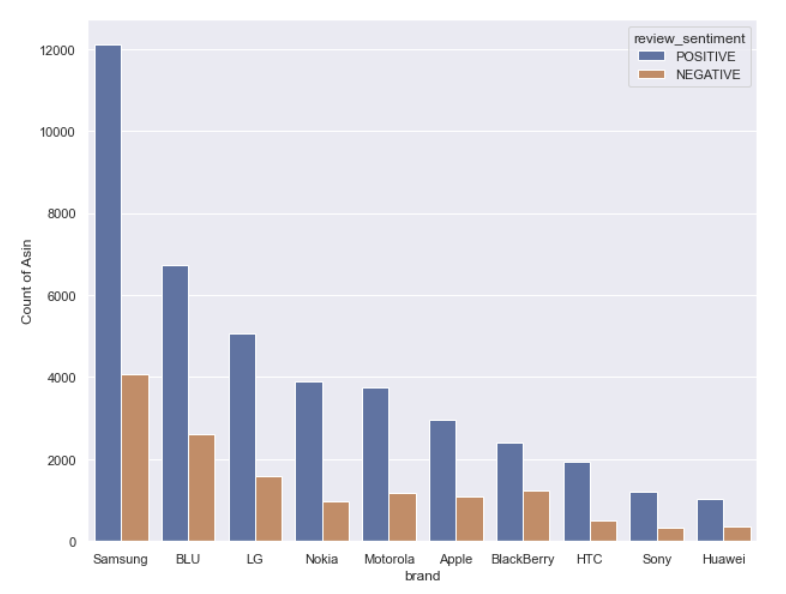 review_sentiment
POSITIVE
NEGATIVE
12000
10000
8000
6000
4000
2000
0
Count of Asin
Samsung BLU LG Nokia Motorola Apple BlackBerry HTC Sony Huawei
brand